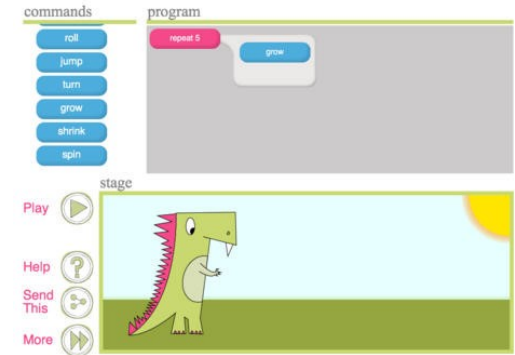 commands
program
roll
jump
turn
grow
shrink
spin
repeat 5
grow
stage
Play
Help
?
Send
This
More